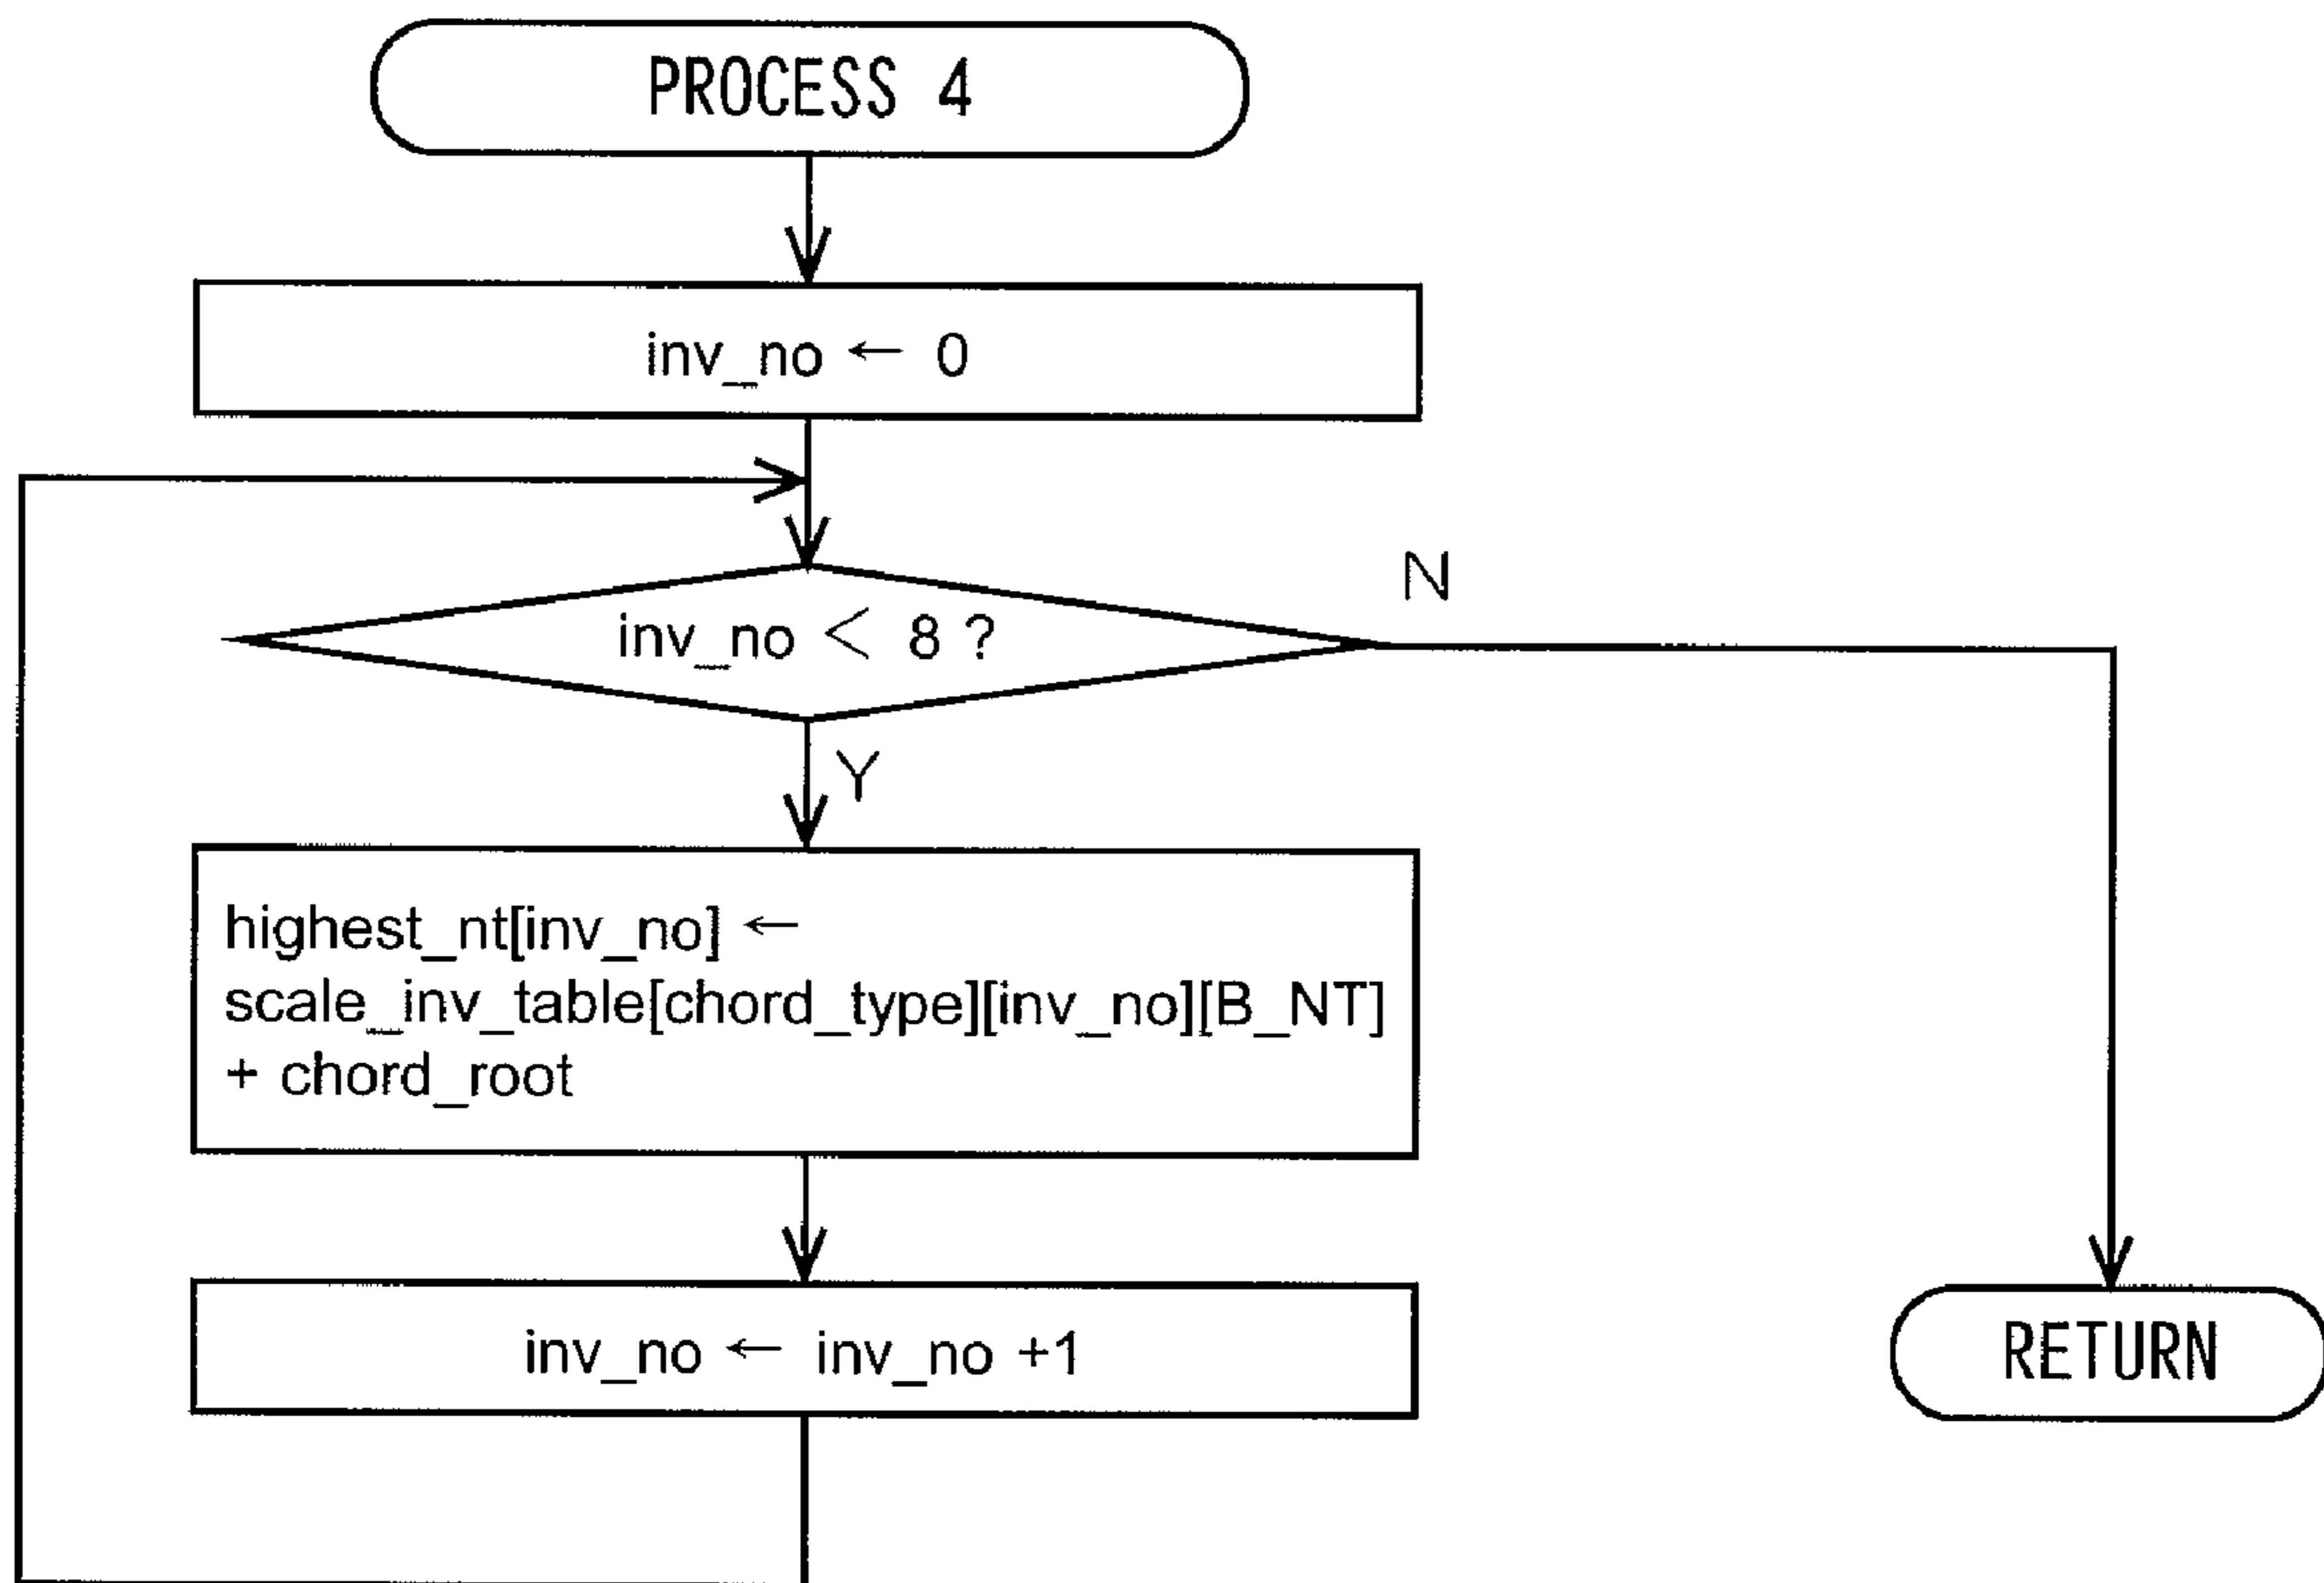 PROCESS 4
inv_no ← 0
inv_no < 8 ?
N
Y
highest_nt[inv_no] ←
scale_inv_table[chord_type][inv_no][B_NT]
+ chord_root
inv_no ← inv_no +1
RETURN